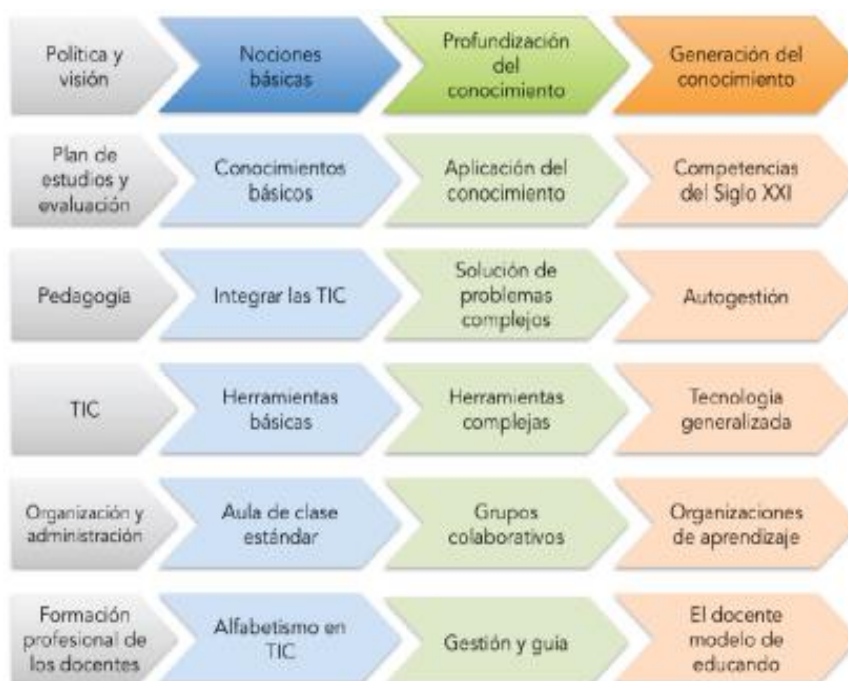 Política y
visión
Nociones
básicas
Profundización
del
conocimiento
Generación del
conocimiento
Plan de
estudios y
evaluación
Conocimientos
básicos
Aplicación del
conocimiento
Competencias
del Siglo XXI
Pedagogía
Integrar las TIC
Solución de
problemas
complejos
Autogestión
TIC
Herramientas
básicas
Herramientas
complejas
Tecnología
generalizada
Organización y
administración
Aula de clase
estándar
Grupos
colaborativos
Organizaciones
de aprendizaje
Formación
profesional de
los docentes
Alfabetismo en
TIC
Gestión y guía
El docente
modelo de
educando